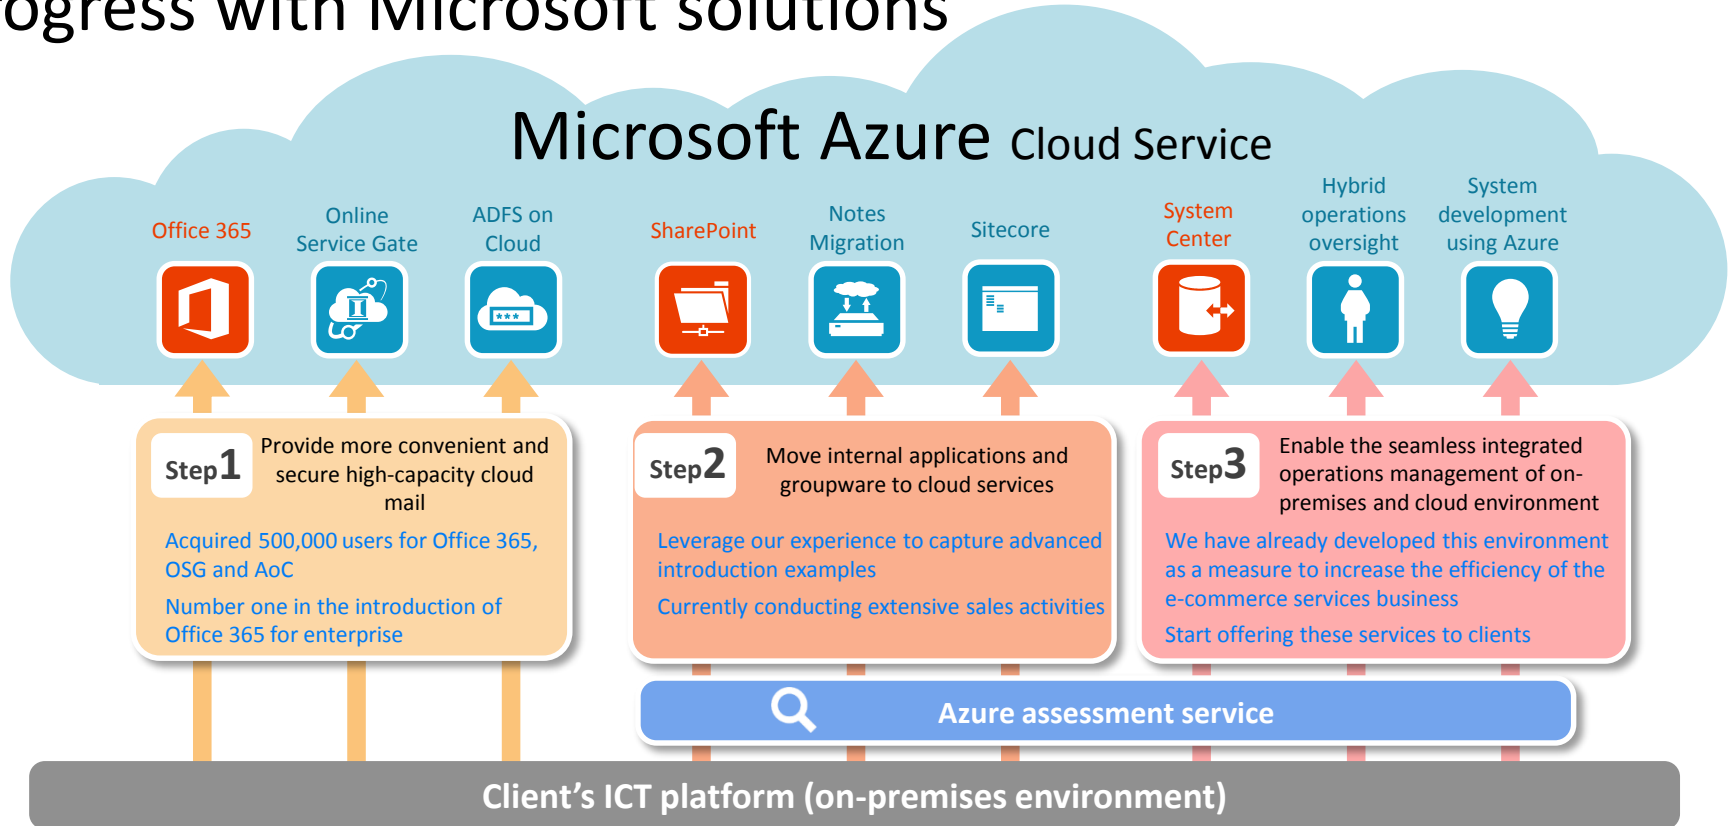 rogress with Microsoft solutions
Microsoft Azure Cloud Service
Office 365
Online
Service Gate
ADFS on
Cloud
SharePoint
Notes
Migration
Sitecore
System
Center
Hybrid
operations
oversight
System
development
using Azure
***
Step1
Provide more convenient and
secure high-capacity cloud
mail
Acquired 500,000 users for Office 365,
OSG and AoC
Number one in the introduction of
Office 365 for enterprise
Step2
Move internal applications and
groupware to cloud services
Leverage our experience to capture advanced
introduction examples
Currently conducting extensive sales activities
Step3
Enable the seamless integrated
operations management of on-
premises and cloud environment
We have already developed this environment
as a measure to increase the efficiency of the
e-commerce services business
Start offering these services to clients
Azure assessment service
Client’s ICT platform (on-premises environment)